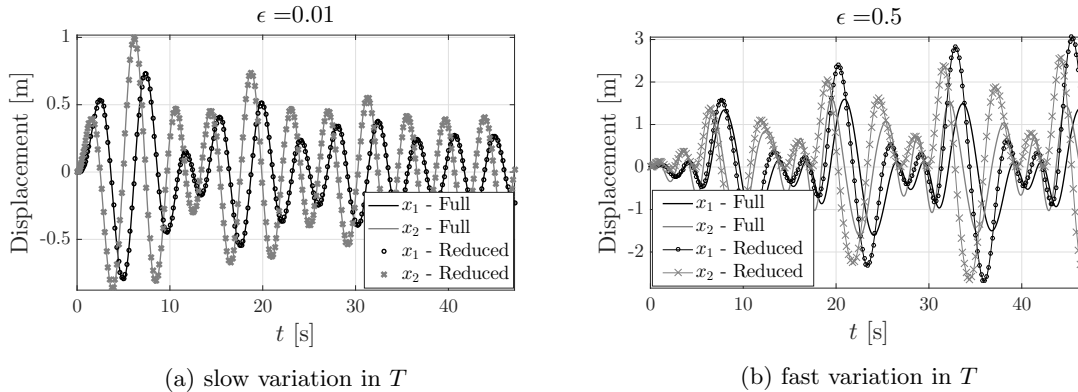 ϵ =0.01
1
0.5
0
-0.5
Displacement [m]
0 10 20 30 40
t [s]
x₁ - Full
x₂ - Full
x₁ - Reduced
x₂ - Reduced
(a) slow variation in T
ϵ =0.5
3
2
1
0
-1
-2
Displacement [m]
0 10 20 30 40
t [s]
x₁ - Full
x₂ - Full
x₁ - Reduced
x₂ - Reduced
(b) fast variation in T